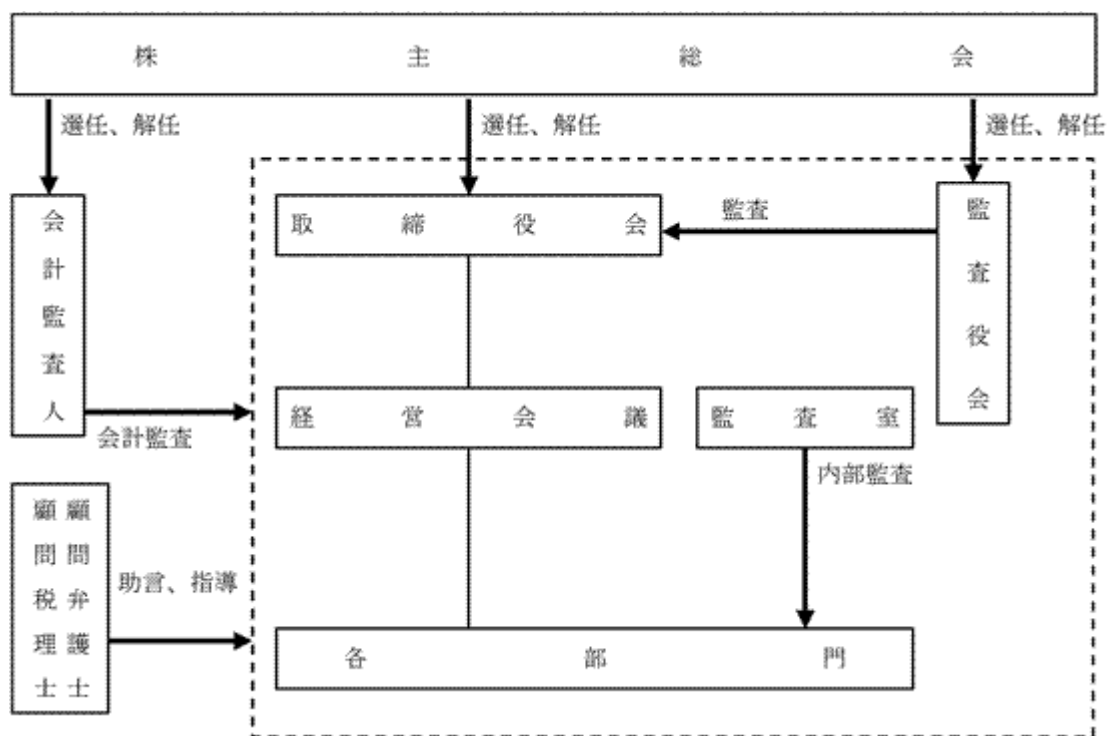 株主総会
選任、解任
選任、解任
選任、解任
会計監査人
取締役会
監査
監査役会
経営会議
監査室
会計監査
内部監査
顧問弁護士
顧問税理士
助言、指導
各部門